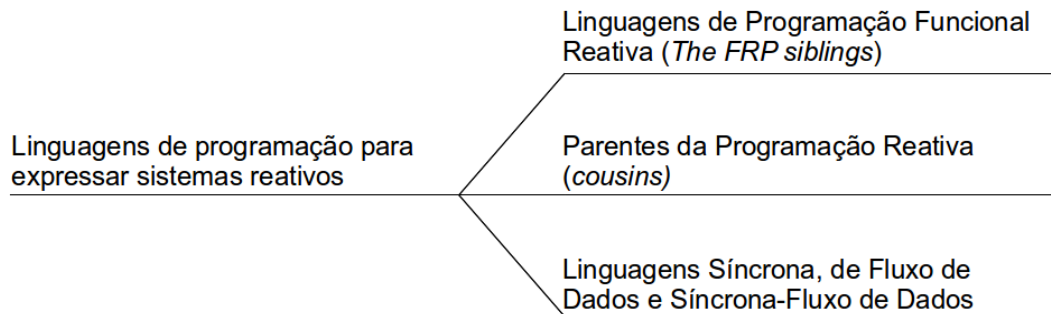 Linguagens de Programação Funcional
Reativa (The FRP siblings)
Linguagens de programação para
expressar sistemas reativos
Parentes da Programação Reativa
(cousins)
Linguagens Síncrona, de Fluxo de
Dados e Síncrona-Fluxo de Dados